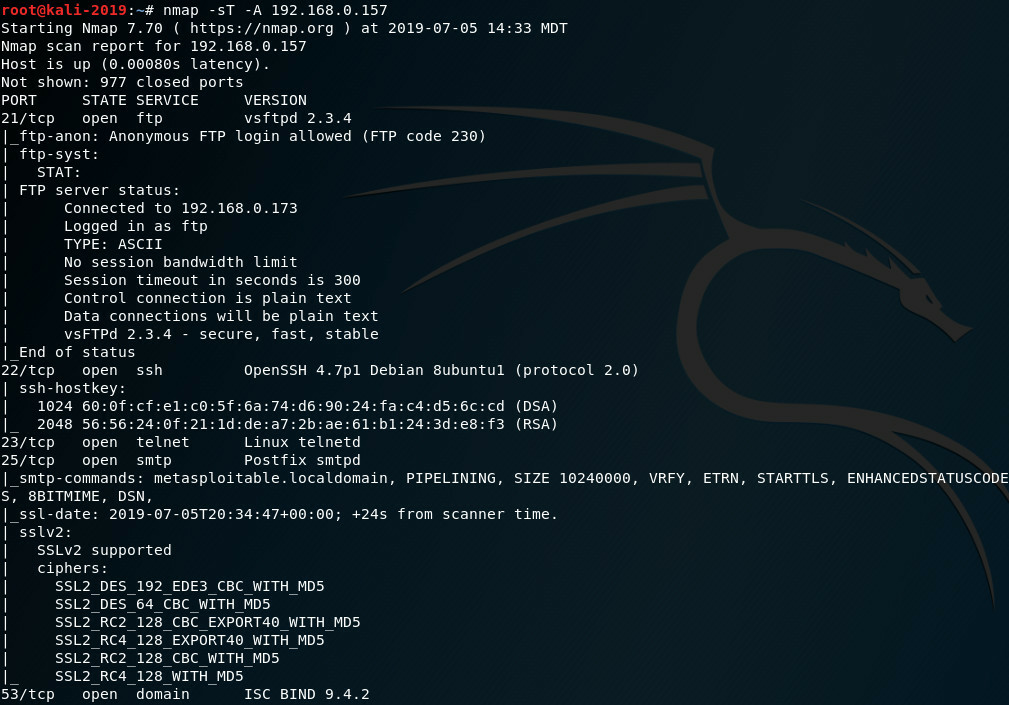 root@kali-2019:~# nmap -sT -A 192.168.0.157
Starting Nmap 7.70 ( https://nmap.org ) at 2019-07-05 14:33 MDT
Nmap scan report for 192.168.0.157
Host is up (0.00080s latency).
Not shown: 977 closed ports
PORT     STATE SERVICE     VERSION
21/tcp   open  ftp         vsftpd 2.3.4
|_ftp-anon: Anonymous FTP login allowed (FTP code 230)
| ftp-syst:
|   STAT:
| FTP server status:
|      Connected to 192.168.0.173
|      Logged in as ftp
|      TYPE: ASCII
|      No session bandwidth limit
|      Session timeout in seconds is 300
|      Control connection is plain text
|      Data connections will be plain text
|      vsFTPd 2.3.4 - secure, fast, stable
|_End of status
22/tcp   open  ssh         OpenSSH 4.7p1 Debian 8ubuntu1 (protocol 2.0)
| ssh-hostkey:
|   1024 60:0f:cf:e1:c0:5f:6a:74:d6:90:24:fa:c4:d5:6c:cd (DSA)
|_  2048 56:56:24:0f:21:1d:de:a7:2b:ae:61:b1:24:3d:e8:f3 (RSA)
23/tcp   open  telnet      Linux telnetd
25/tcp   open  smtp        Postfix smtpd
|_smtp-commands: metasploitable.localdomain, PIPELINING, SIZE 10240000, VRFY, ETRN, STARTTLS, ENHANCEDSTATUSCODE
S, 8BITMIME, DSN,
|_ssl-date: 2019-07-05T20:34:47+00:00; +24s from scanner time.
| sslv2:
|   SSLv2 supported
|   ciphers:
|     SSL2_DES_192_EDE3_CBC_WITH_MD5
|     SSL2_DES_64_CBC_WITH_MD5
|     SSL2_RC2_128_CBC_EXPORT40_WITH_MD5
|     SSL2_RC4_128_EXPORT40_WITH_MD5
|     SSL2_RC2_128_CBC_WITH_MD5
|_    SSL2_RC4_128_WITH_MD5
53/tcp   open  domain      ISC BIND 9.4.2